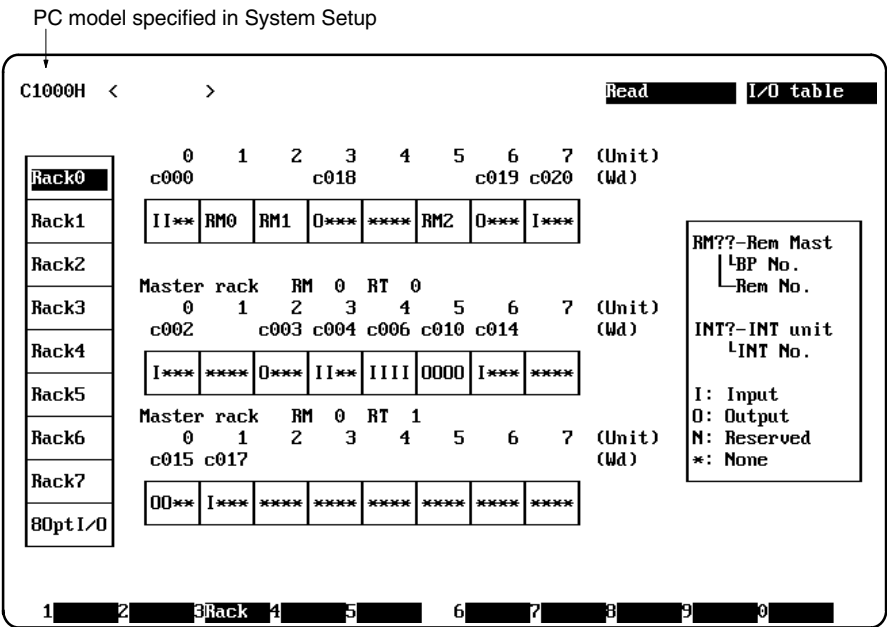 PC model specified in System Setup
C1000H < >
Read
I/O table
Rack0
Rack1
Rack2
Rack3
Rack4
Rack5
Rack6
Rack7
80ptI/O
0 1 2 3 4 5 6 7 (Unit)
c000 c018 c019 c020 (Wd)
II** RM0 RM1 O*** **** RM2 O*** I***
Master rack RM 0 RT 0
0 1 2 3 4 5 6 7 (Unit)
c002 c003 c004 c006 c010 c014 (Wd)
I*** **** O*** II** IIII OOOO I*** ****
Master rack RM 0 RT 1
0 1 2 3 4 5 6 7 (Unit)
c015 c017 (Wd)
OO** I*** **** **** **** **** **** ****
RM??-Rem Mast
BP No.
Rem No.
INT?-INT unit
INT No.
I: Input
O: Output
N: Reserved
*: None
1 2 3Rack 4 5 6 7 8 9 0